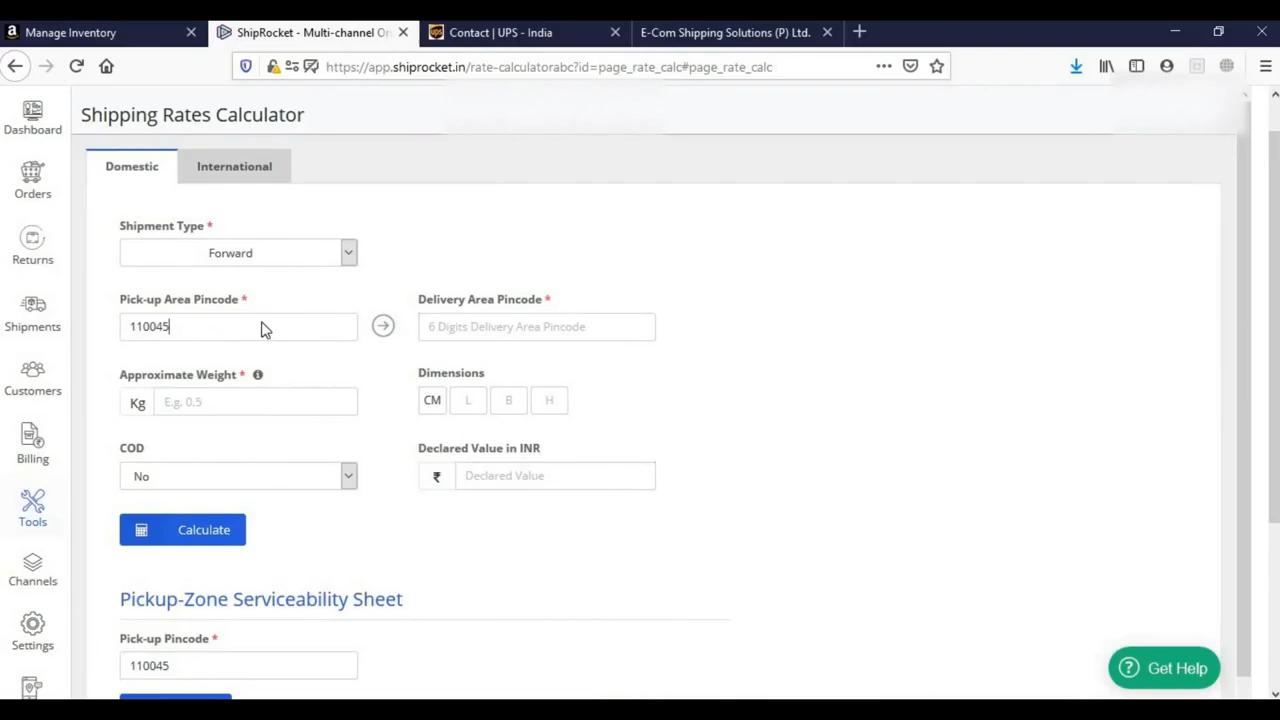 Manage Inventory
ShipRocket - Multi-channel Or
Contact | UPS - India
E-Com Shipping Solutions (P) Ltd.
https://app.shiprocket.in/rate-calculatorabc?id=page_rate_calc#page_rate_calc
Shipping Rates Calculator
Dashboard
Orders
Returns
Shipments
Customers
Billing
Tools
Channels
Settings
Domestic
International
Shipment Type *
Forward
Pick-up Area Pincode *
Delivery Area Pincode *
110045
6 Digits Delivery Area Pincode
Approximate Weight *
Dimensions
Kg E.g. 0.5
CM L B H
COD
Declared Value in INR
No
₹ Declared Value
Calculate
Pickup-Zone Serviceability Sheet
Pick-up Pincode *
110045
? Get Help